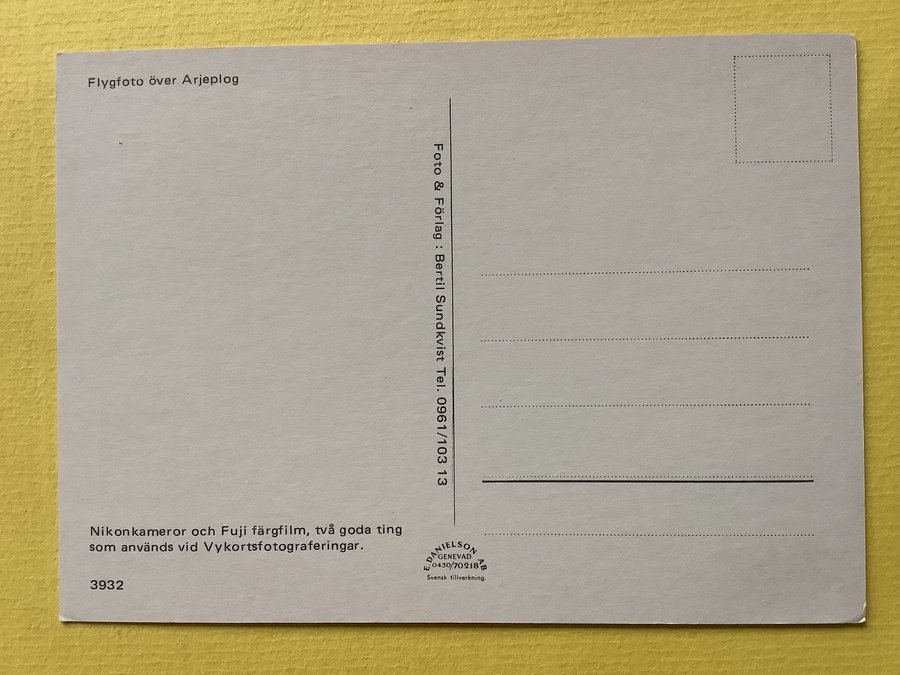 Flygfoto över Arjeplog
Foto & Förlag : Bertil Sundkvist Tel. 0961/103 13
Nikonkameror och Fuji färgfilm, två goda ting
som används vid Vykortsfotograferingar.
3932
E. DANIELSON AB
GENEVAD
0430/70218
Svensk tillverkning.